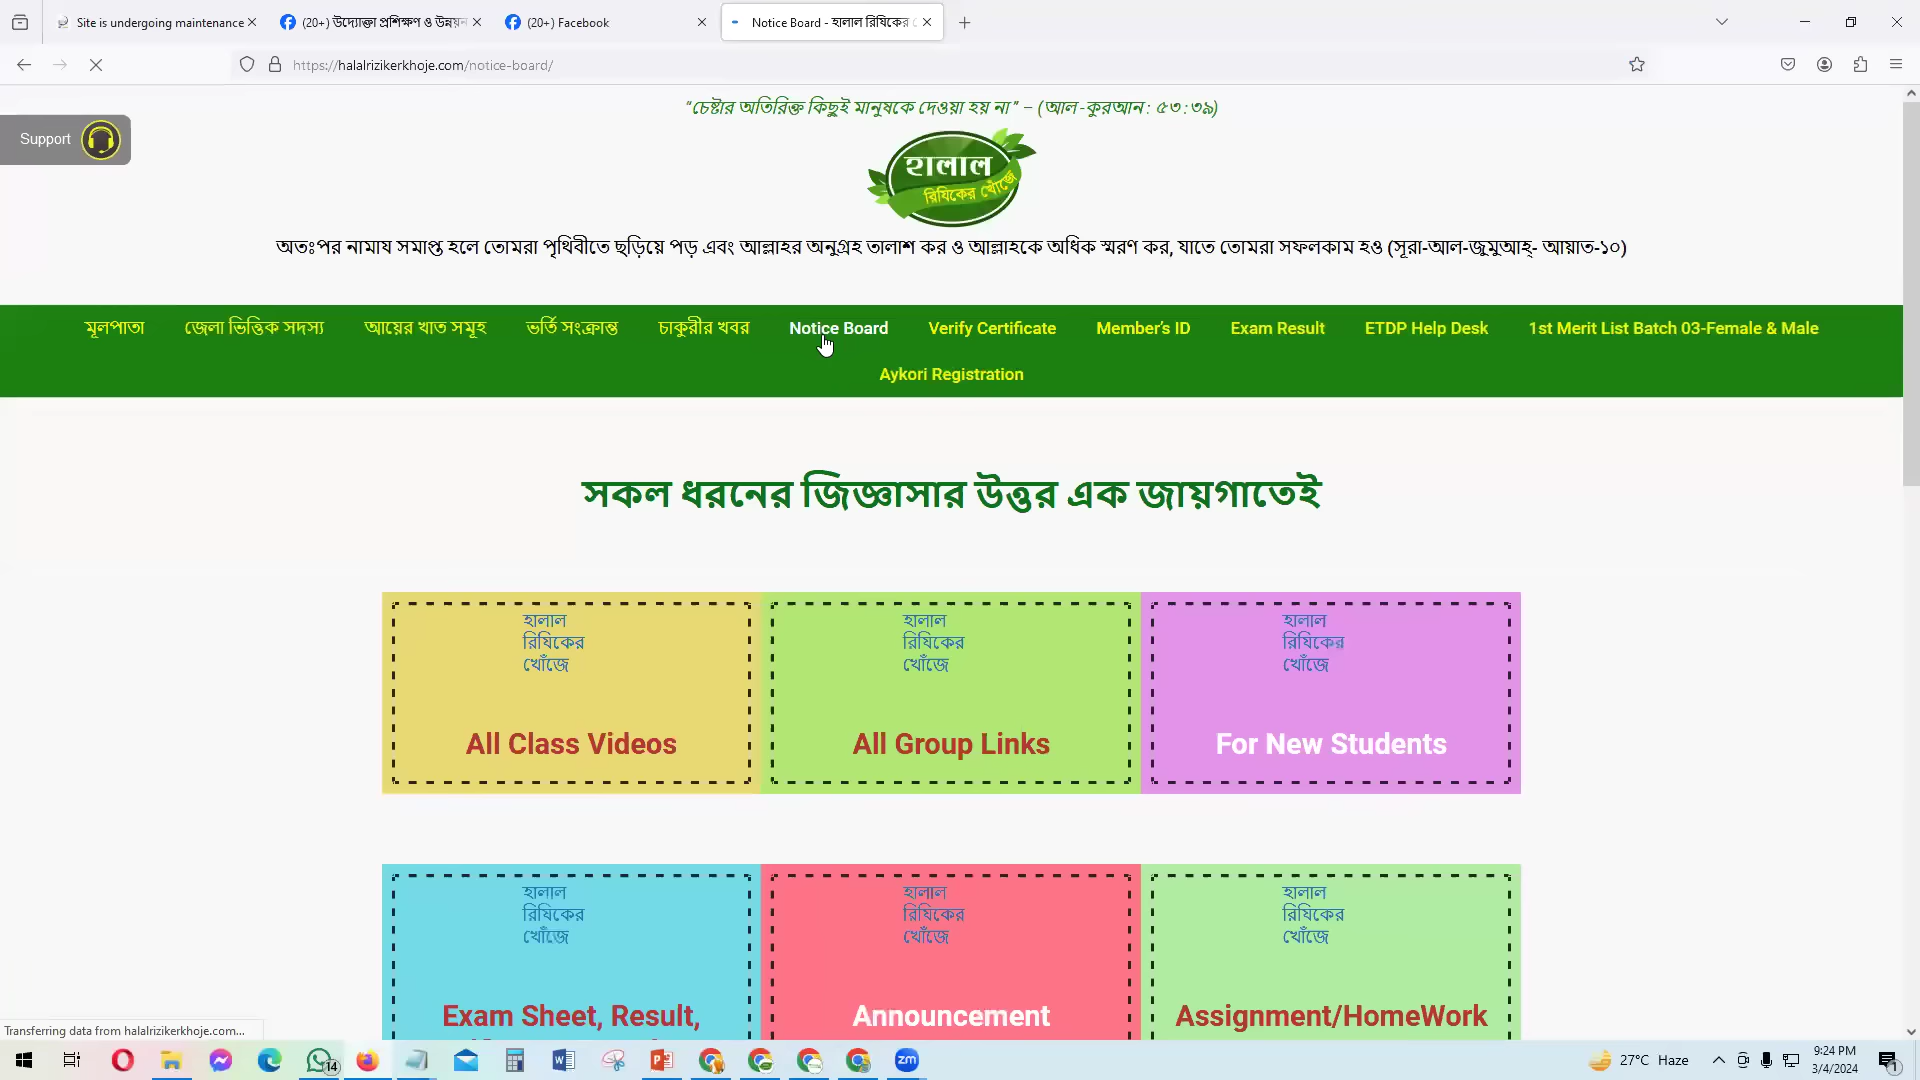 Site is undergoing maintenance
(20+) উদ্যোক্তা প্রশিক্ষণ ও উন্নয়ন
(20+) Facebook
Notice Board - হালাল রিযিকের
https://halalrizikerkhoje.com/notice-board/
"চেষ্টার অতিরিক্ত কিছুই মানুষকে দেওয়া হয় না" – (আল-কুরআন: ৫৩:৩৯)
Support
হালাল
রিযিকের খোঁজে
অতঃপর নামায সমাপ্ত হলে তোমরা পৃথিবীতে ছড়িয়ে পড় এবং আল্লাহর অনুগ্রহ তালাশ কর ও আল্লাহকে অধিক স্মরণ কর, যাতে তোমরা সফলকাম হও (সূরা-আল-জুমুআহ্- আয়াত-১০)
মূলপাতা জেলা ভিত্তিক সদস্য আয়ের খাত সমূহ ভর্তি সংক্রান্ত চাকুরীর খবর Notice Board Verify Certificate Member's ID Exam Result ETDP Help Desk 1st Merit List Batch 03-Female & Male
Aykori Registration
সকল ধরনের জিজ্ঞাসার উত্তর এক জায়গাতেই
হালাল
রিযিকের
খোঁজে
All Class Videos
হালাল
রিযিকের
খোঁজে
All Group Links
হালাল
রিযিকের
খোঁজে
For New Students
হালাল
রিযিকের
খোঁজে
Exam Sheet, Result,
হালাল
রিযিকের
খোঁজে
Announcement
হালাল
রিযিকের
খোঁজে
Assignment/HomeWork
Transferring data from halalrizikerkhoje.com...
14
zm
27°C Haze
9:24 PM
3/4/2024
1